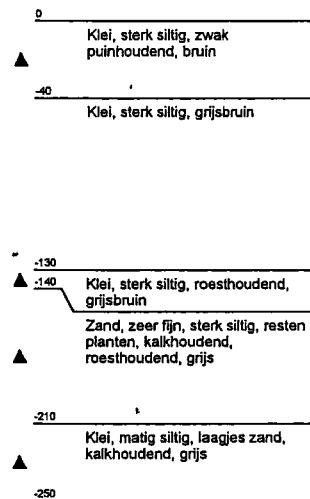 0
Klei, sterk siltig, zwak
puinhoudend, bruin
-40
Klei, sterk siltig, grijsbruin
-130
-140
Klei, sterk siltig, roesthoudend,
grijsbruin
Zand, zeer fijn, sterk siltig, resten
planten, kalkhoudend,
roesthoudend, grijs
-210
Klei, matig siltig, laagjes zand,
kalkhoudend, grijs
-250